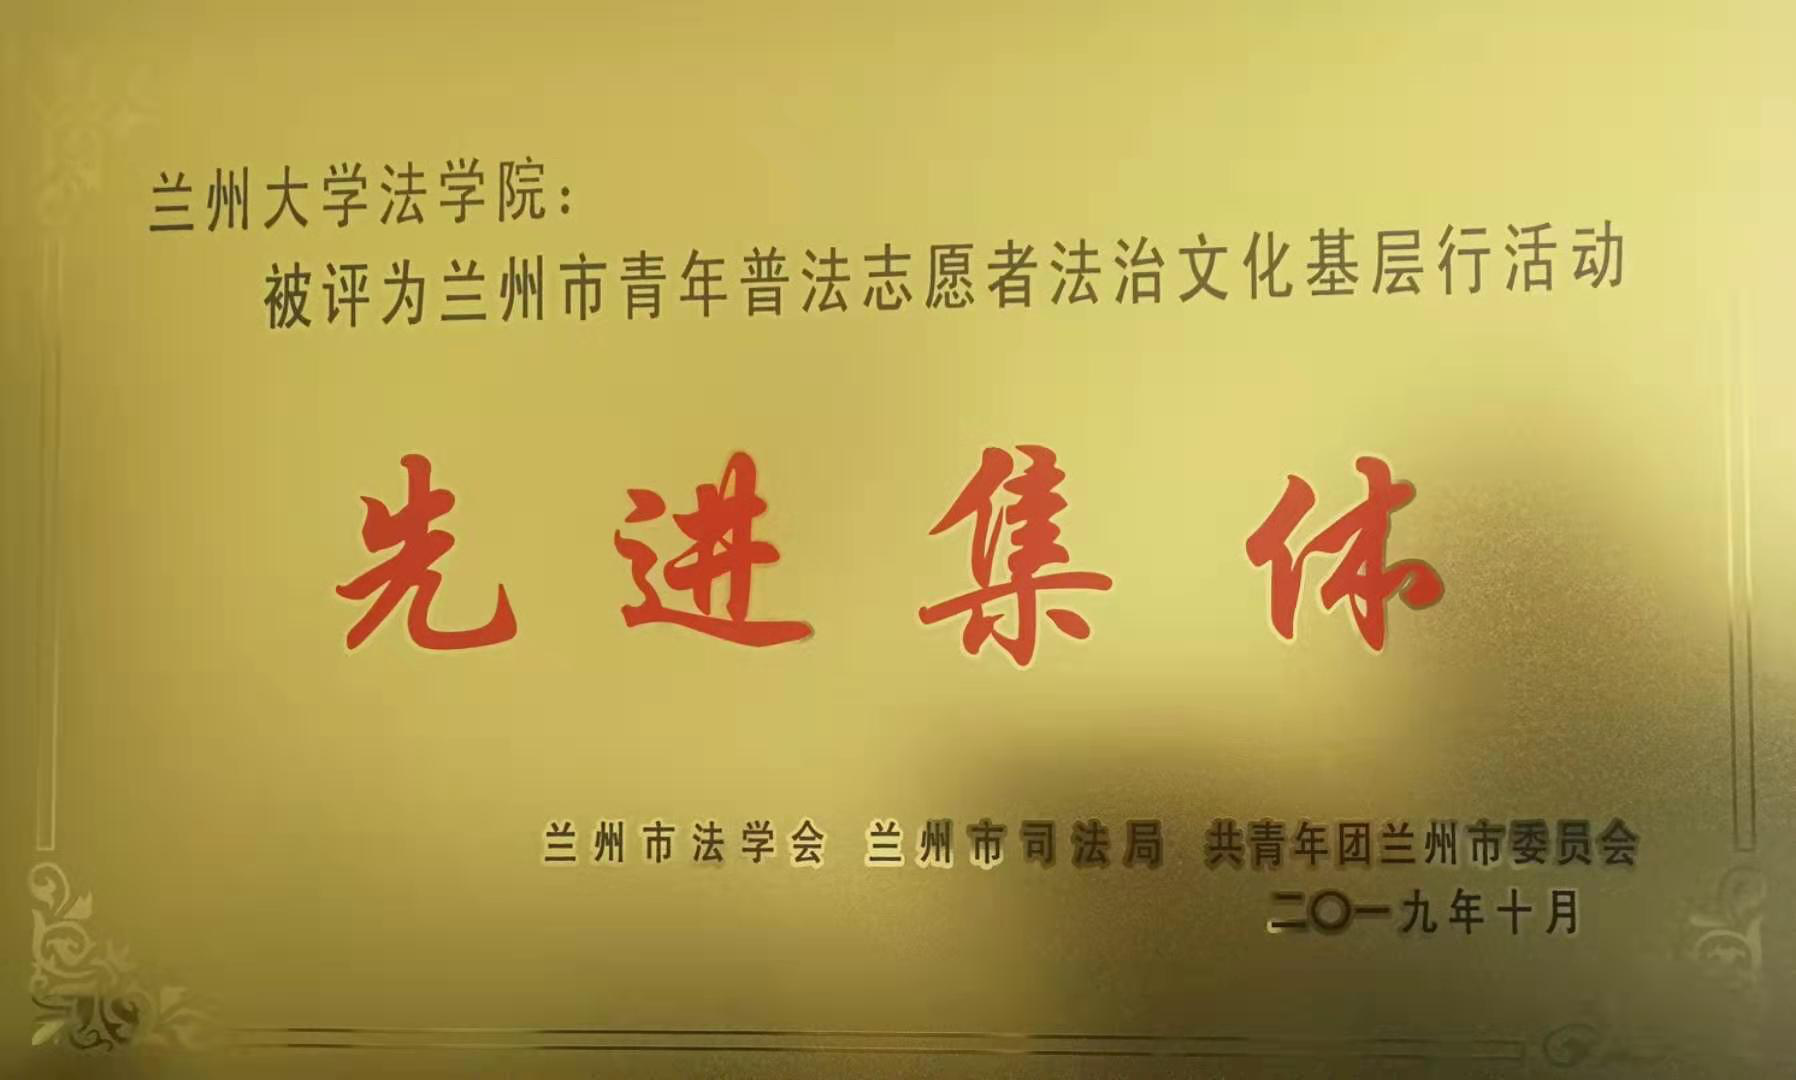 兰州大学法学院：
被评为兰州市青年普法志愿者法治文化基层行活动
先进集体
兰州市法学会 兰州市司法局 共青年团兰州市委员会
二〇一九年十月